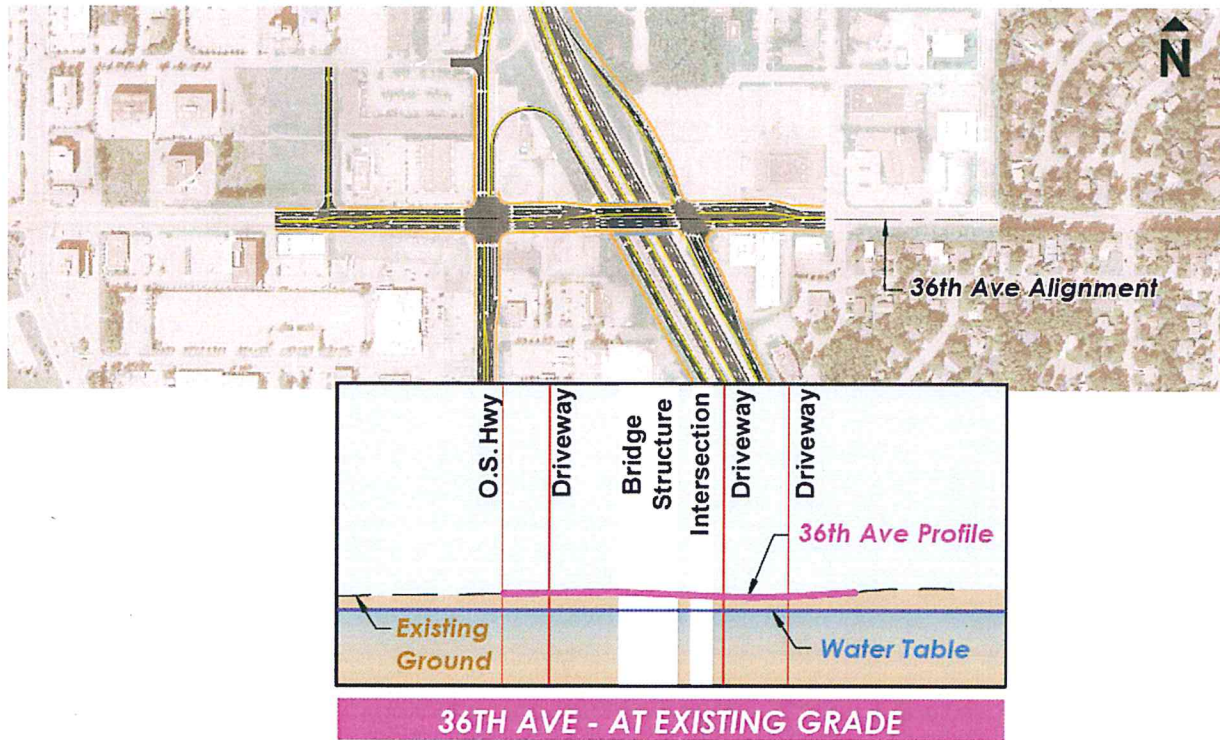 N
36th Ave Alignment
O.S. Hwy
Driveway
Bridge
Structure
Intersection
Driveway
Driveway
36th Ave Profile
Existing
Ground
Water Table
36TH AVE - AT EXISTING GRADE